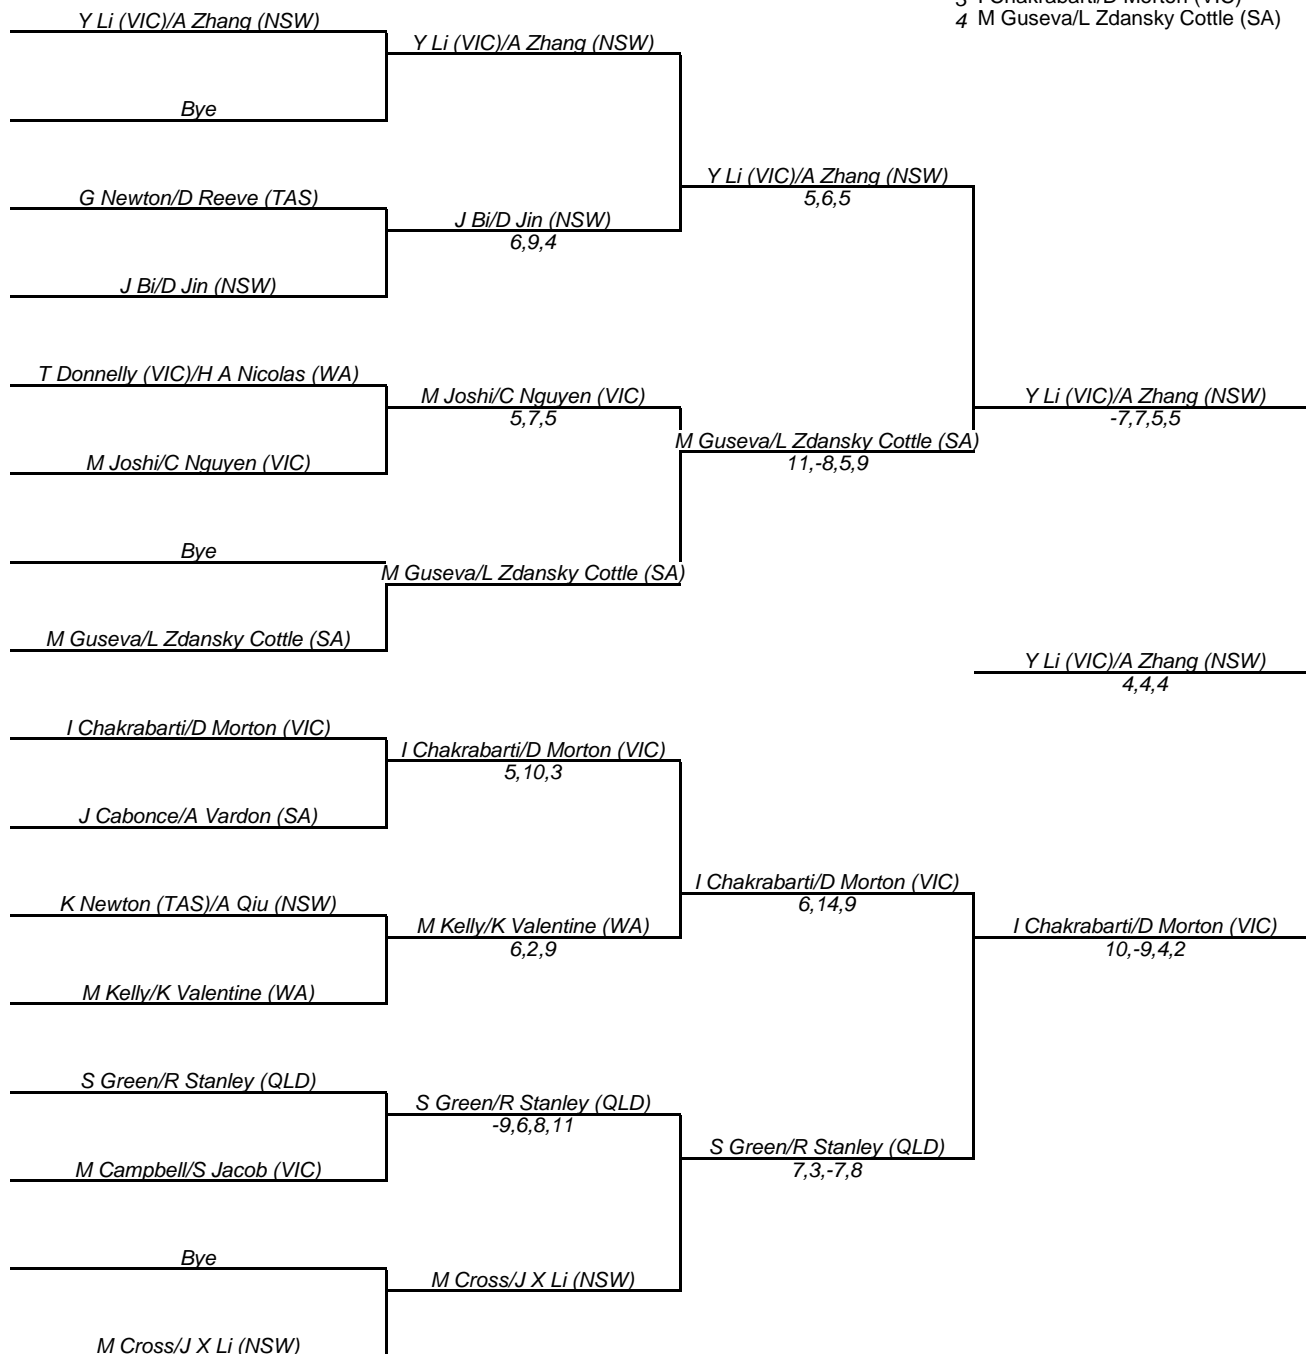 3 I Chakrabarti/D Morton (VIC)
4 M Guseva/L Zdansky Cottle (SA)
Y Li (VIC)/A Zhang (NSW)
Y Li (VIC)/A Zhang (NSW)
Bye
Y Li (VIC)/A Zhang (NSW)
5,6,5
G Newton/D Reeve (TAS)
J Bi/D Jin (NSW)
6,9,4
J Bi/D Jin (NSW)
T Donnelly (VIC)/H A Nicolas (WA)
M Joshi/C Nguyen (VIC)
5,7,5
Y Li (VIC)/A Zhang (NSW)
-7,7,5,5
M Guseva/L Zdansky Cottle (SA)
11,-8,5,9
M Joshi/C Nguyen (VIC)
Bye
M Guseva/L Zdansky Cottle (SA)
M Guseva/L Zdansky Cottle (SA)
Y Li (VIC)/A Zhang (NSW)
4,4,4
I Chakrabarti/D Morton (VIC)
I Chakrabarti/D Morton (VIC)
5,10,3
J Cabonce/A Vardon (SA)
I Chakrabarti/D Morton (VIC)
6,14,9
K Newton (TAS)/A Qiu (NSW)
M Kelly/K Valentine (WA)
6,2,9
I Chakrabarti/D Morton (VIC)
10,-9,4,2
M Kelly/K Valentine (WA)
S Green/R Stanley (QLD)
S Green/R Stanley (QLD)
-9,6,8,11
S Green/R Stanley (QLD)
7,3,-7,8
M Campbell/S Jacob (VIC)
Bye
M Cross/J X Li (NSW)
M Cross/J X Li (NSW)